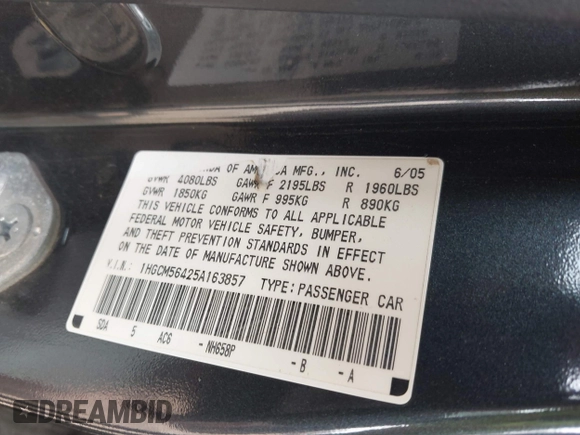 OF AM MFG., INC. 6/05
GVWR 4080LBS GAWR F 2195LBS R 1960LBS
GVWR 1850KG GAWR F 995KG R 890KG
THIS VEHICLE CONFORMS TO ALL APPLICABLE
FEDERAL MOTOR VEHICLE SAFETY, BUMPER,
AND THEFT PREVENTION STANDARDS IN EFFECT
ON THE DATE OF MANUFACTURE SHOWN ABOVE.
V.I.N.: 1HGCM56425A163857 TYPE: PASSENGER CAR
SDA 5 AC6 - NH658P - B - A
DREAMBID